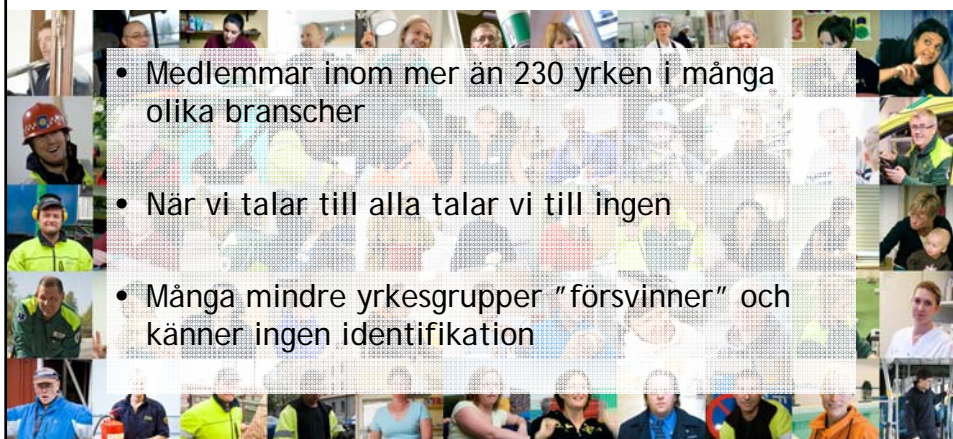 • Medlemmar inom mer än 230 yrken i många
olika branscher
• När vi talar till alla talar vi till ingen
• Många mindre yrkesgrupper ”försvinner” och
känner ingen identifikation